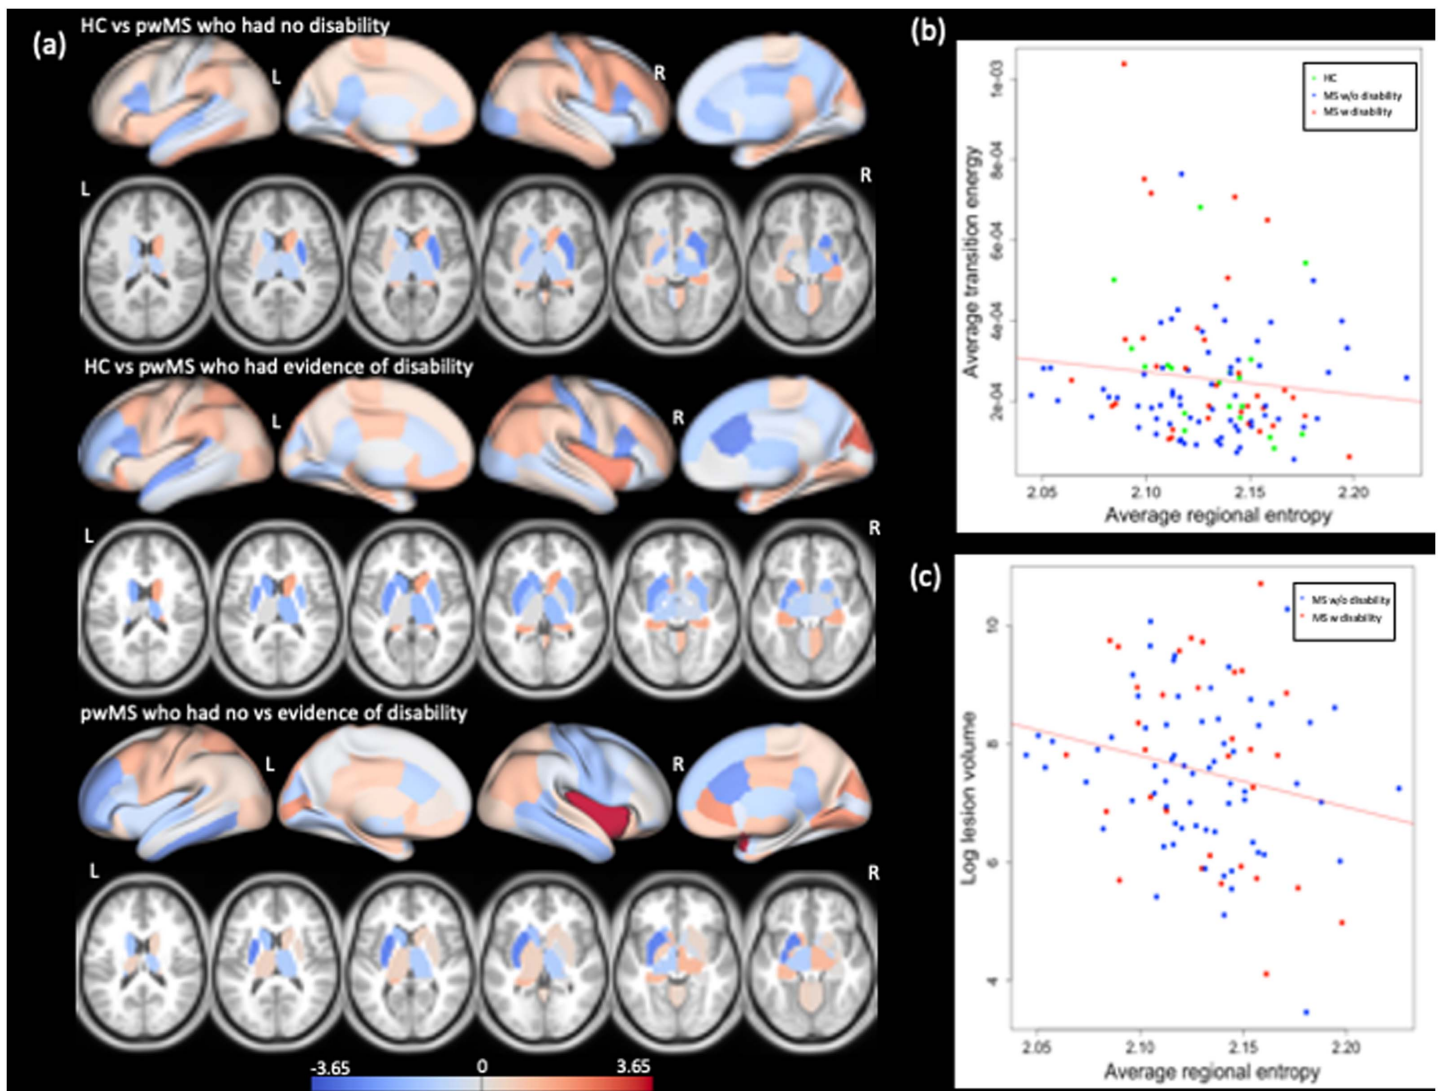 (a)
HC vs pwMS who had no disability
L
R
L
R
HC vs pwMS who had evidence of disability
L
R
L
R
pwMS who had no vs evidence of disability
L
R
L
R
-3.65 0 3.65
(b)
HC
MS w/o disability
MS w disability
Average transition energy
1e-03
8e-04
6e-04
4e-04
2e-04
2.05 2.10 2.15 2.20
Average regional entropy
(c)
MS w/o disability
MS w disability
Log lesion volume
10
8
6
4
2.05 2.10 2.15 2.20
Average regional entropy